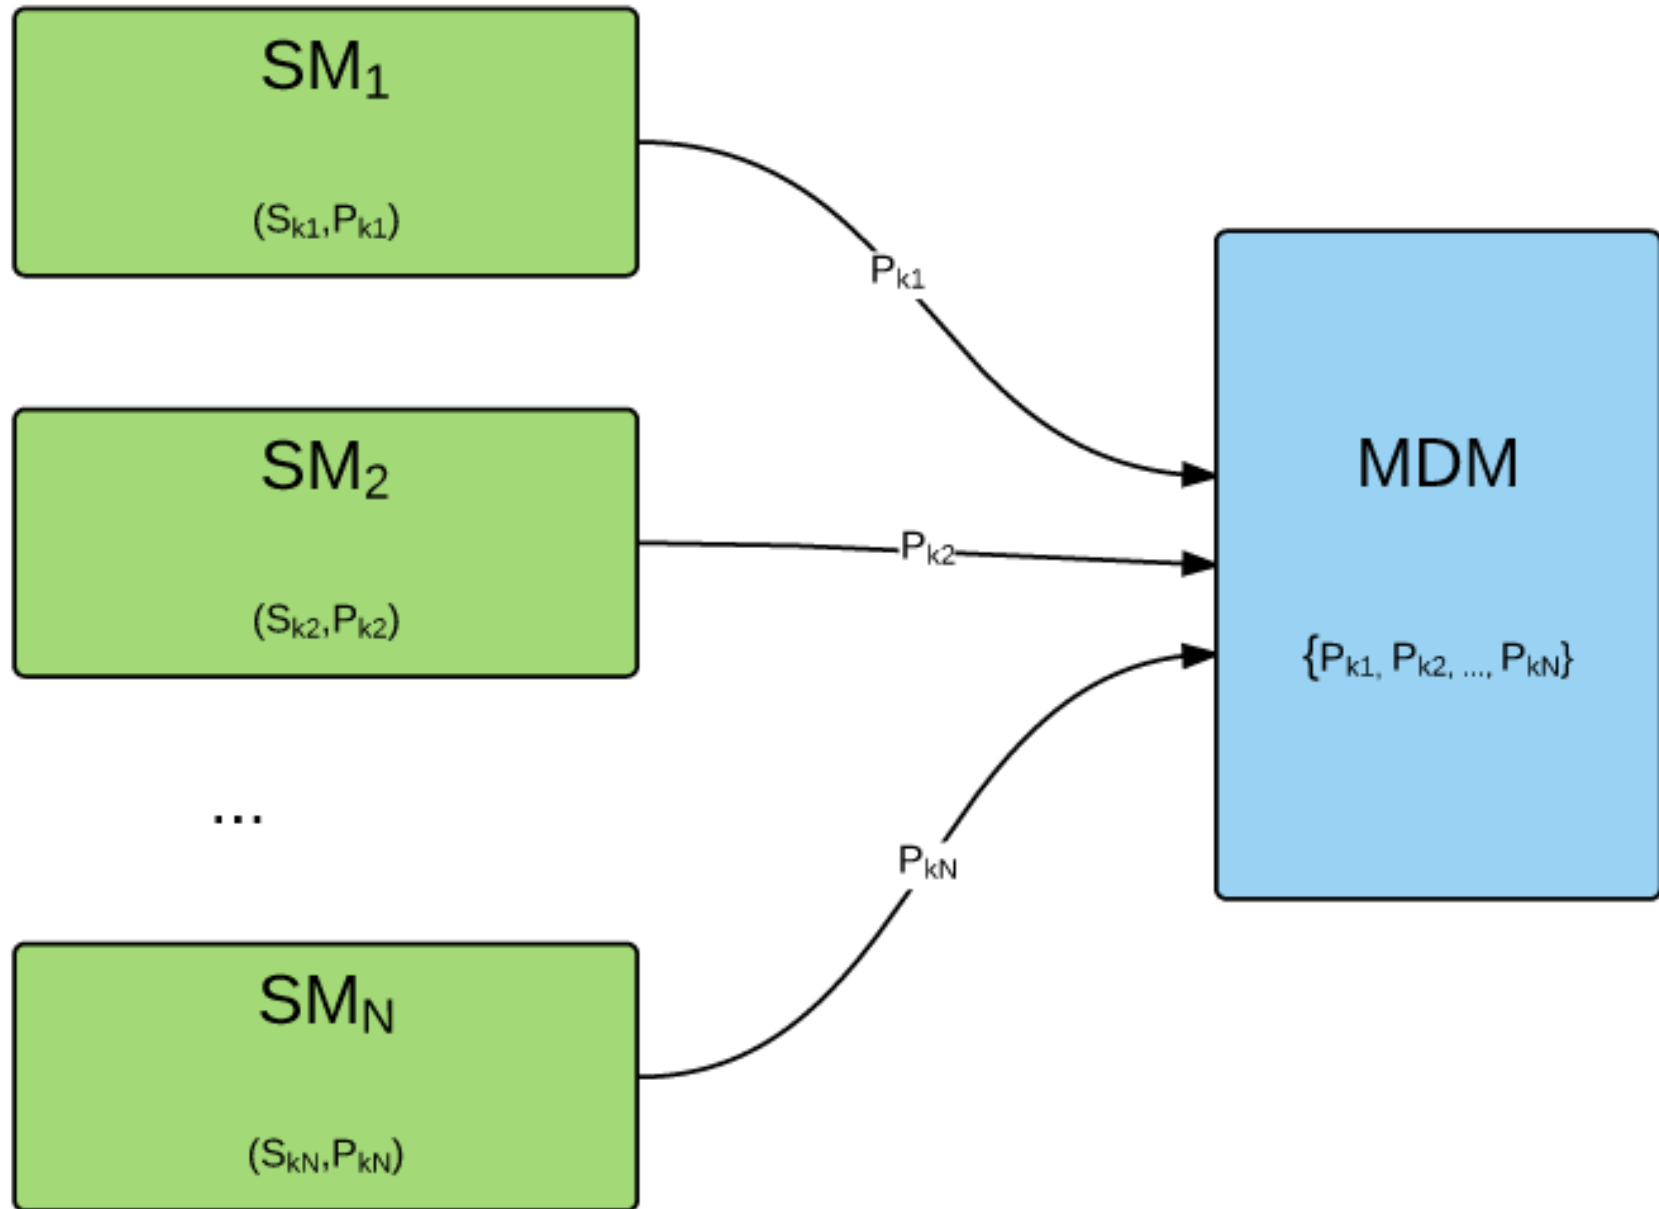 SM₁
(Sₖ₁,Pₖ₁)
Pₖ₁
SM₂
(Sₖ₂,Pₖ₂)
Pₖ₂
MDM
{Pₖ₁, Pₖ₂, ..., PkN}
...
PkN
SMN
(SkN,PkN)